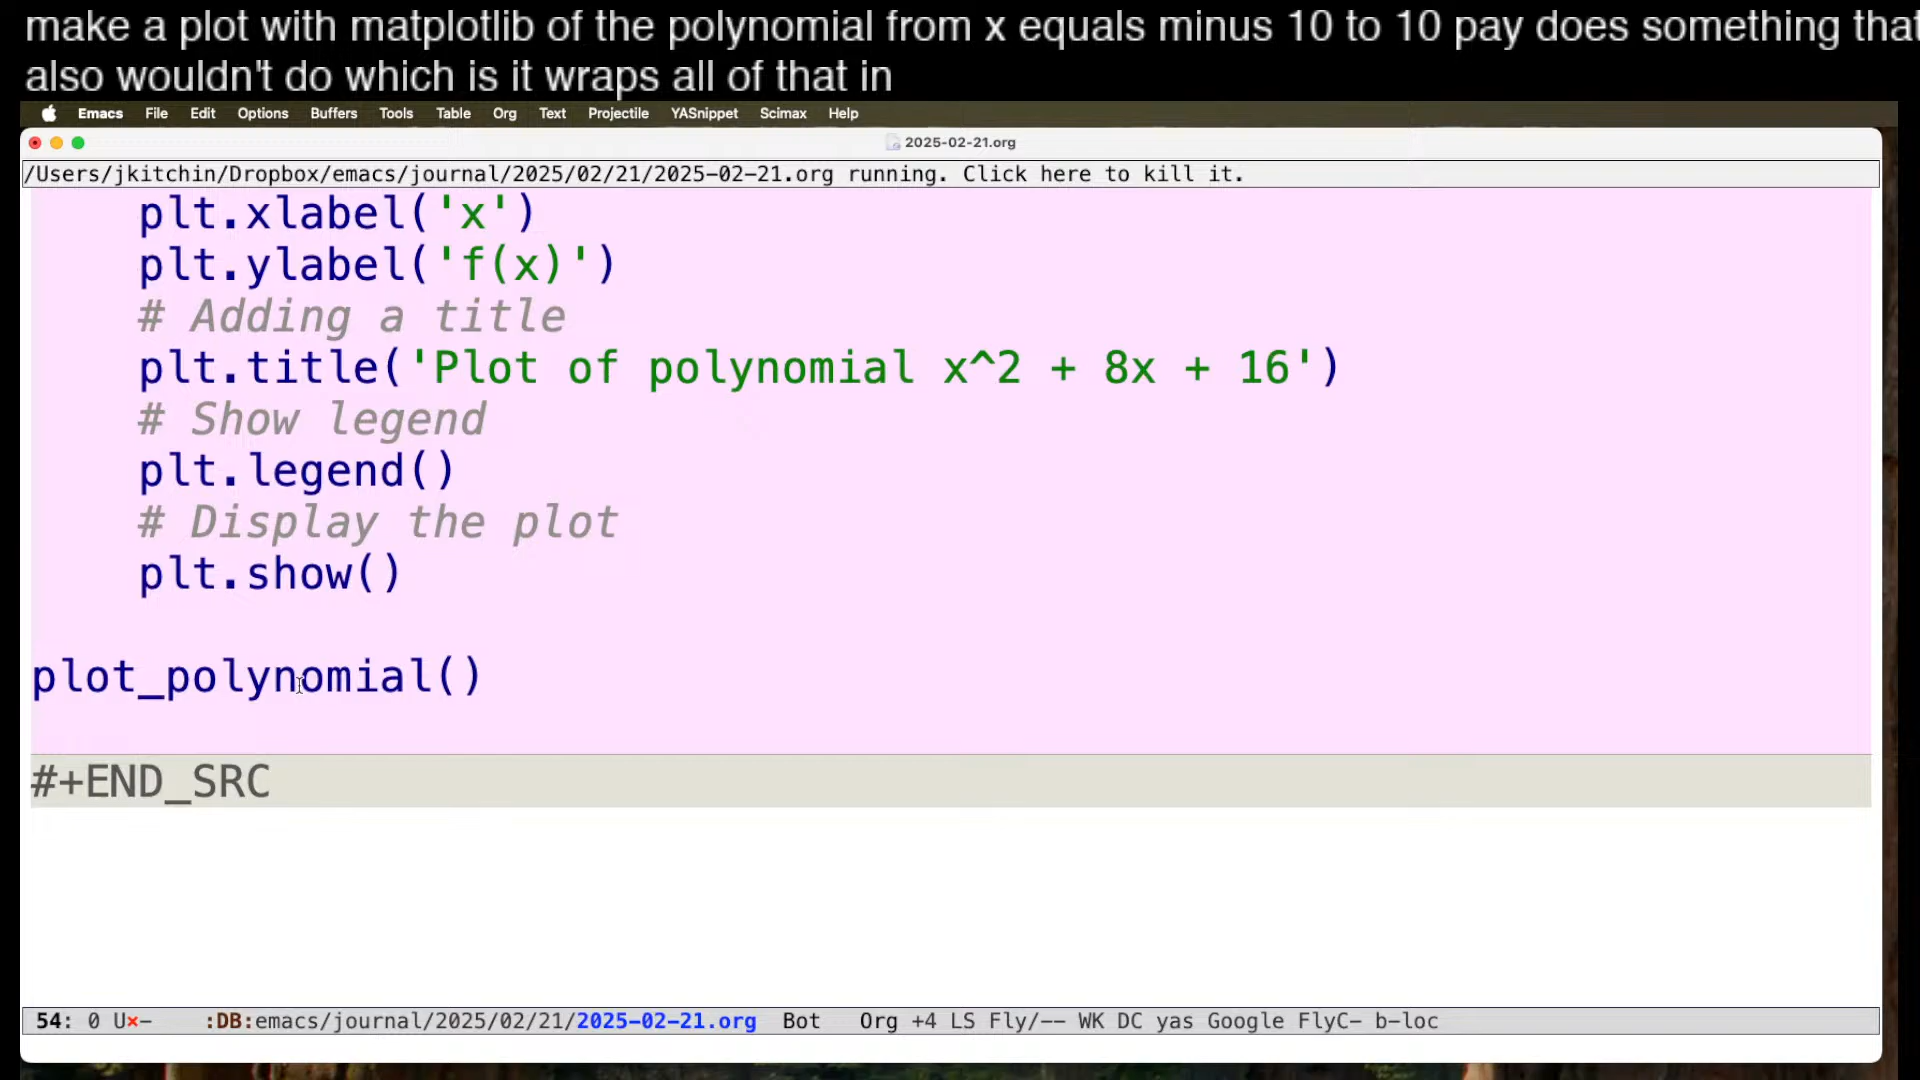 make a plot with matplotlib of the polynomial from x equals minus 10 to 10 pay does something that
also wouldn't do which is it wraps all of that in
Emacs File Edit Options Buffers Tools Table Org Text Projectile YASnippet Scimax Help
2025-02-21.org
/Users/jkitchin/Dropbox/emacs/journal/2025/02/21/2025-02-21.org running. Click here to kill it.
plt.xlabel('x')
plt.ylabel('f(x)')
# Adding a title
plt.title('Plot of polynomial x^2 + 8x + 16')
# Show legend
plt.legend()
# Display the plot
plt.show()
plot_polynomial()
#+END_SRC
54: 0 U×- :DB:emacs/journal/2025/02/21/2025-02-21.org Bot Org +4 LS Fly/-- WK DC yas Google FlyC- b-loc